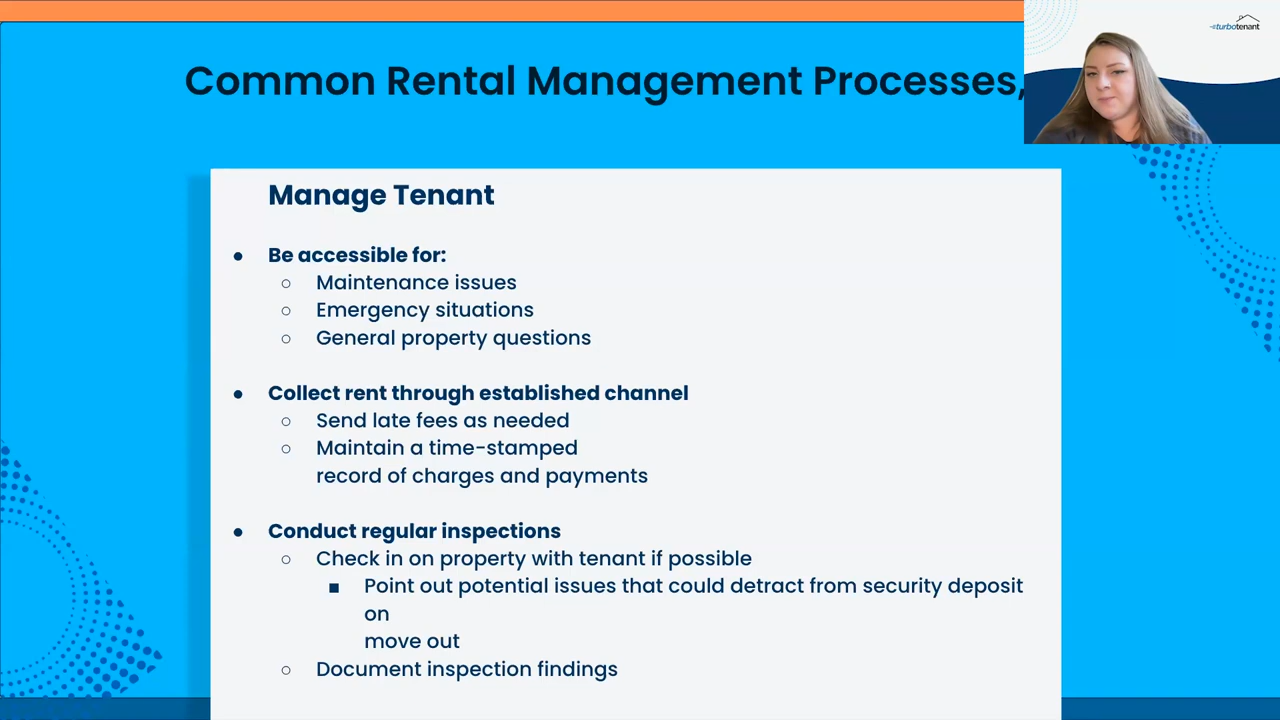 Common Rental Management Processes,
turbotenant
Manage Tenant
● Be accessible for:
○ Maintenance issues
○ Emergency situations
○ General property questions
● Collect rent through established channel
○ Send late fees as needed
○ Maintain a time-stamped
record of charges and payments
● Conduct regular inspections
○ Check in on property with tenant if possible
■ Point out potential issues that could detract from security deposit
on
move out
○ Document inspection findings